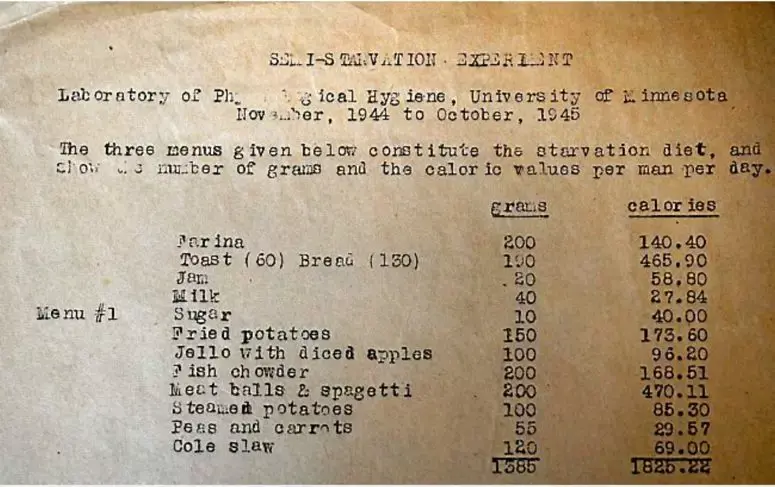 SEMI-STARVATION EXPERIMENT
Laboratory of Physiological Hygiene, University of Minnesota
November, 1944 to October, 1945
The three menus given below constitute the starvation diet, and
show the number of grams and the caloric values per man per day.
grams calories
Farina 200 140.40
Toast (60) Bread (130) 190 465.90
Jam 20 58.80
Milk 40 27.84
Menu #1 Sugar 10 40.00
Fried potatoes 150 173.60
Jello with diced apples 100 96.20
Fish chowder 200 168.51
Meat balls & spagetti 200 470.11
Steamed potatoes 100 85.30
Peas and carrots 55 29.57
Cole slaw 120 69.00
1385 1825.22